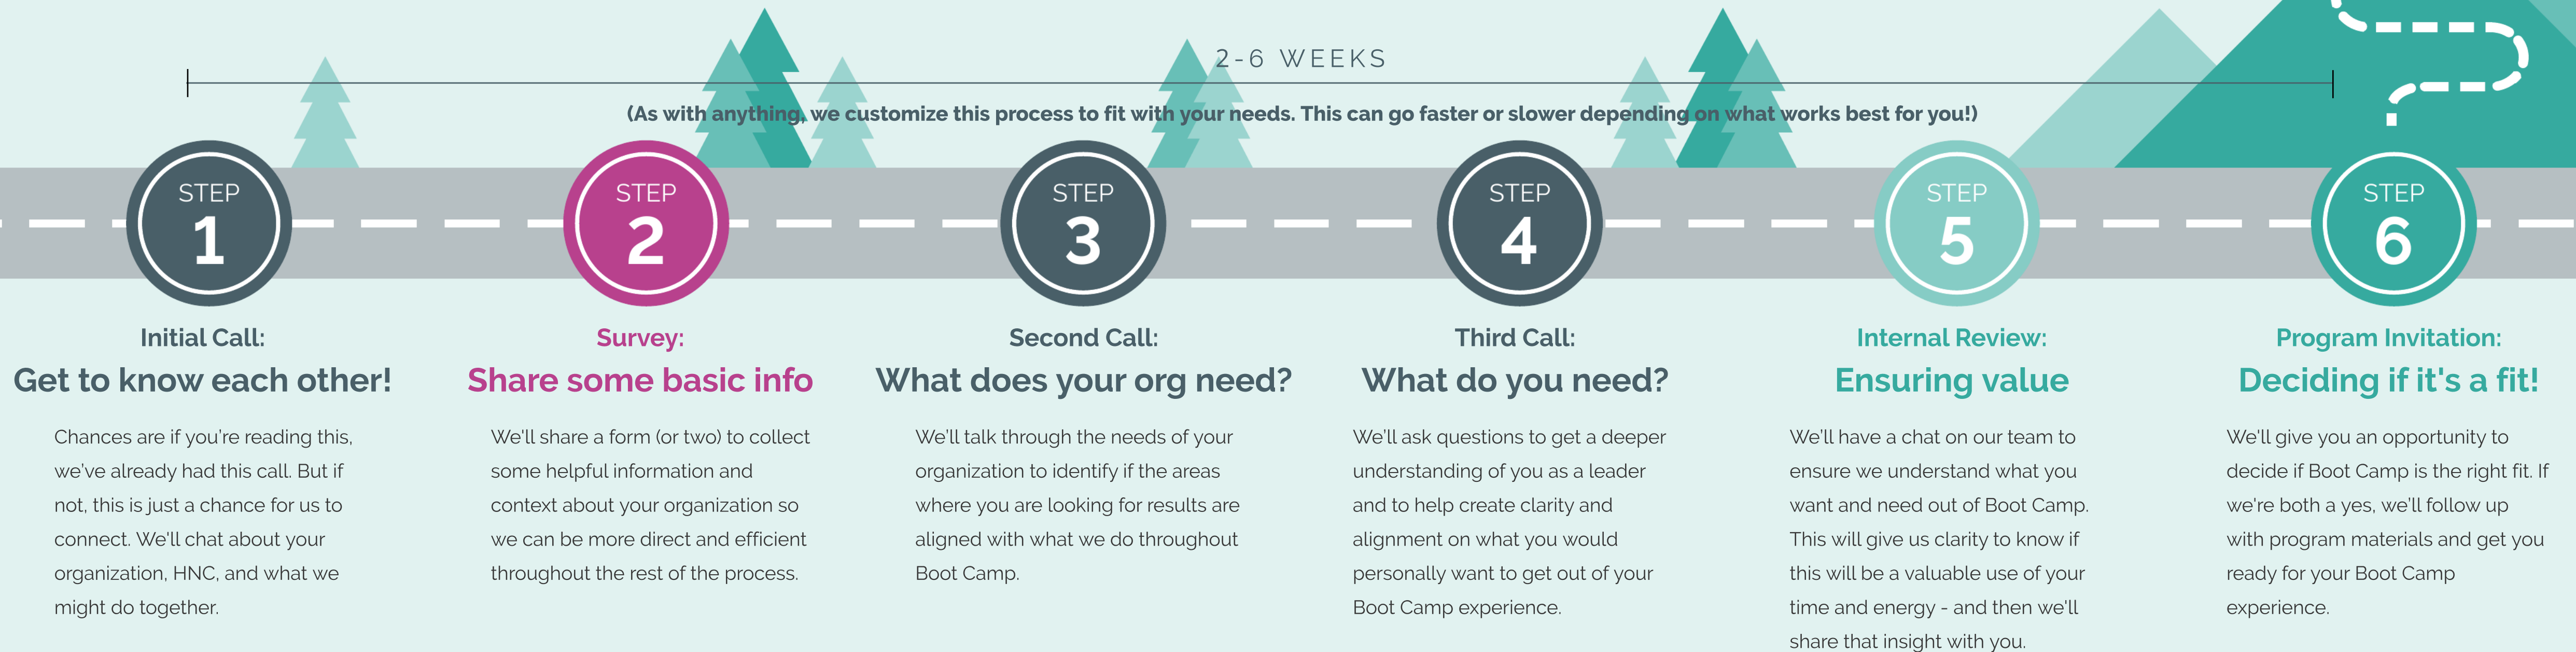 2-6 WEEKS
(As with anything, we customize this process to fit with your needs. This can go faster or slower depending on what works best for you!)
STEP
1
Initial Call:
Get to know each other!
Chances are if you’re reading this,
we’ve already had this call. But if
not, this is just a chance for us to
connect. We'll chat about your
organization, HNC, and what we
might do together.
STEP
2
Survey:
Share some basic info
We'll share a form (or two) to collect
some helpful information and
context about your organization so
we can be more direct and efficient
throughout the rest of the process.
STEP
3
Second Call:
What does your org need?
We’ll talk through the needs of your
organization to identify if the areas
where you are looking for results are
aligned with what we do throughout
Boot Camp.
STEP
4
Third Call:
What do you need?
We’ll ask questions to get a deeper
understanding of you as a leader
and to help create clarity and
alignment on what you would
personally want to get out of your
Boot Camp experience.
STEP
5
Internal Review:
Ensuring value
We’ll have a chat on our team to
ensure we understand what you
want and need out of Boot Camp.
This will give us clarity to know if
this will be a valuable use of your
time and energy - and then we'll
share that insight with you.
STEP
6
Program Invitation:
Deciding if it's a fit!
We'll give you an opportunity to
decide if Boot Camp is the right fit. If
we're both a yes, we’ll follow up
with program materials and get you
ready for your Boot Camp
experience.